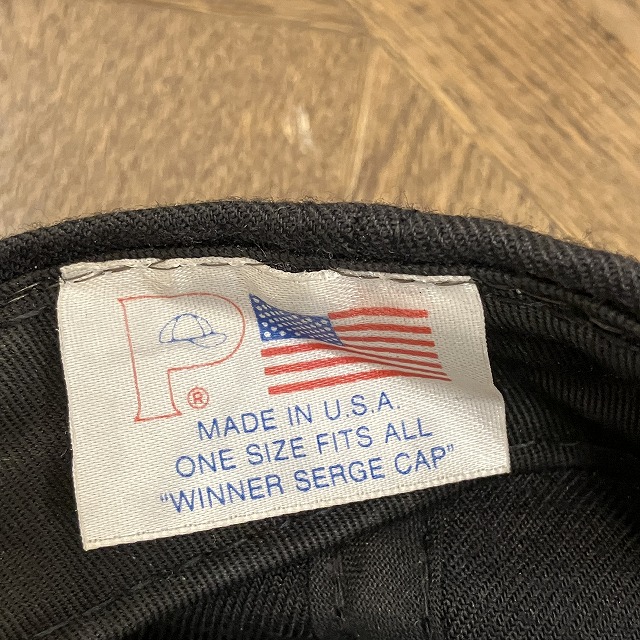 P®
MADE IN U.S.A.
ONE SIZE FITS ALL
"WINNER SERGE CAP"